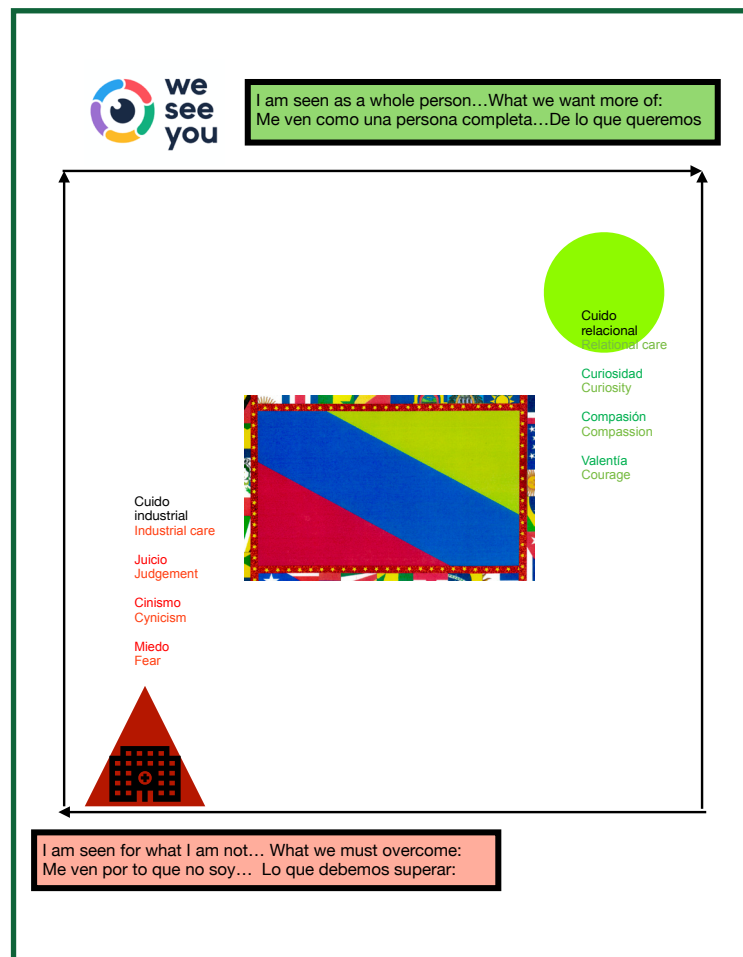 we
see
you
I am seen as a whole person…What we want more of:
Me ven como una persona completa…De lo que queremos
Cuido
relacional
Relational care
Curiosidad
Curiosity
Compasión
Compassion
Valentía
Courage
Cuido
industrial
Industrial care
Juicio
Judgement
Cinismo
Cynicism
Miedo
Fear
I am seen for what I am not… What we must overcome:
Me ven por to que no soy… Lo que debemos superar: